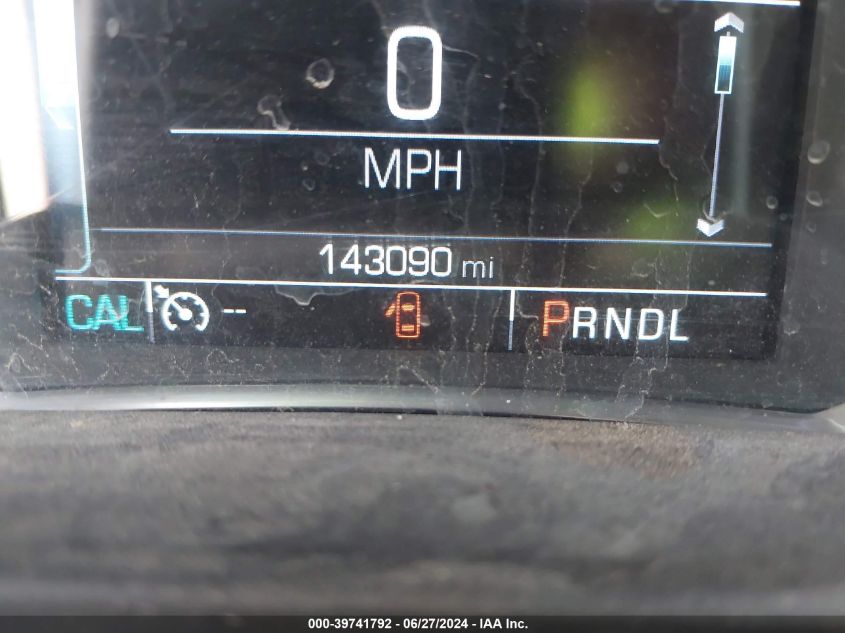 0
MPH
143090 mi
CAL -- PRNDL
000-39741792 - 06/27/2024 - IAA Inc.